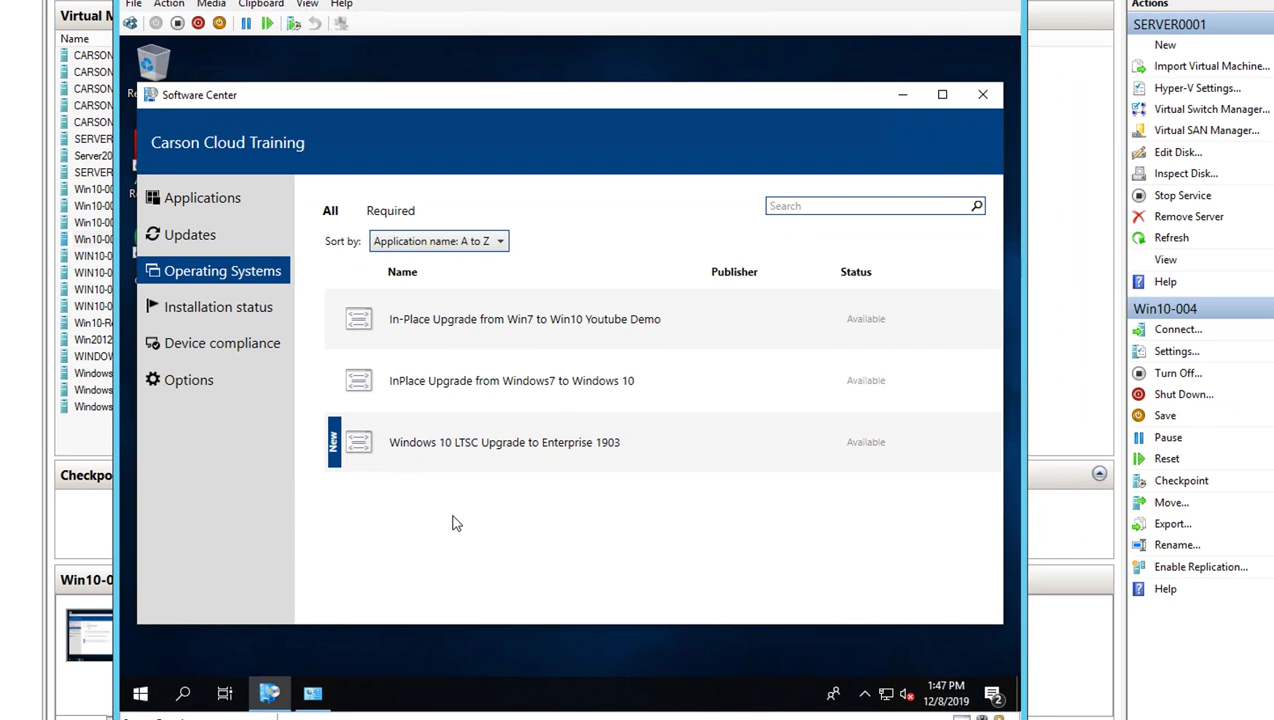 File Action Media Clipboard View Help
Virtual M
Name
CARSON
CARSON
CARSON
CARSON
CARSON
SERVER
Server20
SERVER
Win10-00
Win10-0
Win10-0
Win10-0
WIN10-0
WIN10-0
WIN10-0
WIN10-0
Win10-R
Win2012
WINDOW
Windows
Windows
Windows
Checkpo
Win10-0
Software Center
Carson Cloud Training
Applications
Updates
Operating Systems
Installation status
Device compliance
Options
All Required
Search
Sort by: Application name: A to Z
Name Publisher Status
In-Place Upgrade from Win7 to Win10 Youtube Demo Available
InPlace Upgrade from Windows7 to Windows 10 Available
New Windows 10 LTSC Upgrade to Enterprise 1903 Available
1:47 PM
12/8/2019
2
Actions
SERVER0001
New
Import Virtual Machine...
Hyper-V Settings...
Virtual Switch Manager...
Virtual SAN Manager...
Edit Disk...
Inspect Disk...
Stop Service
Remove Server
Refresh
View
Help
Win10-004
Connect...
Settings...
Turn Off...
Shut Down...
Save
Pause
Reset
Checkpoint
Move...
Export...
Rename...
Enable Replication...
Help